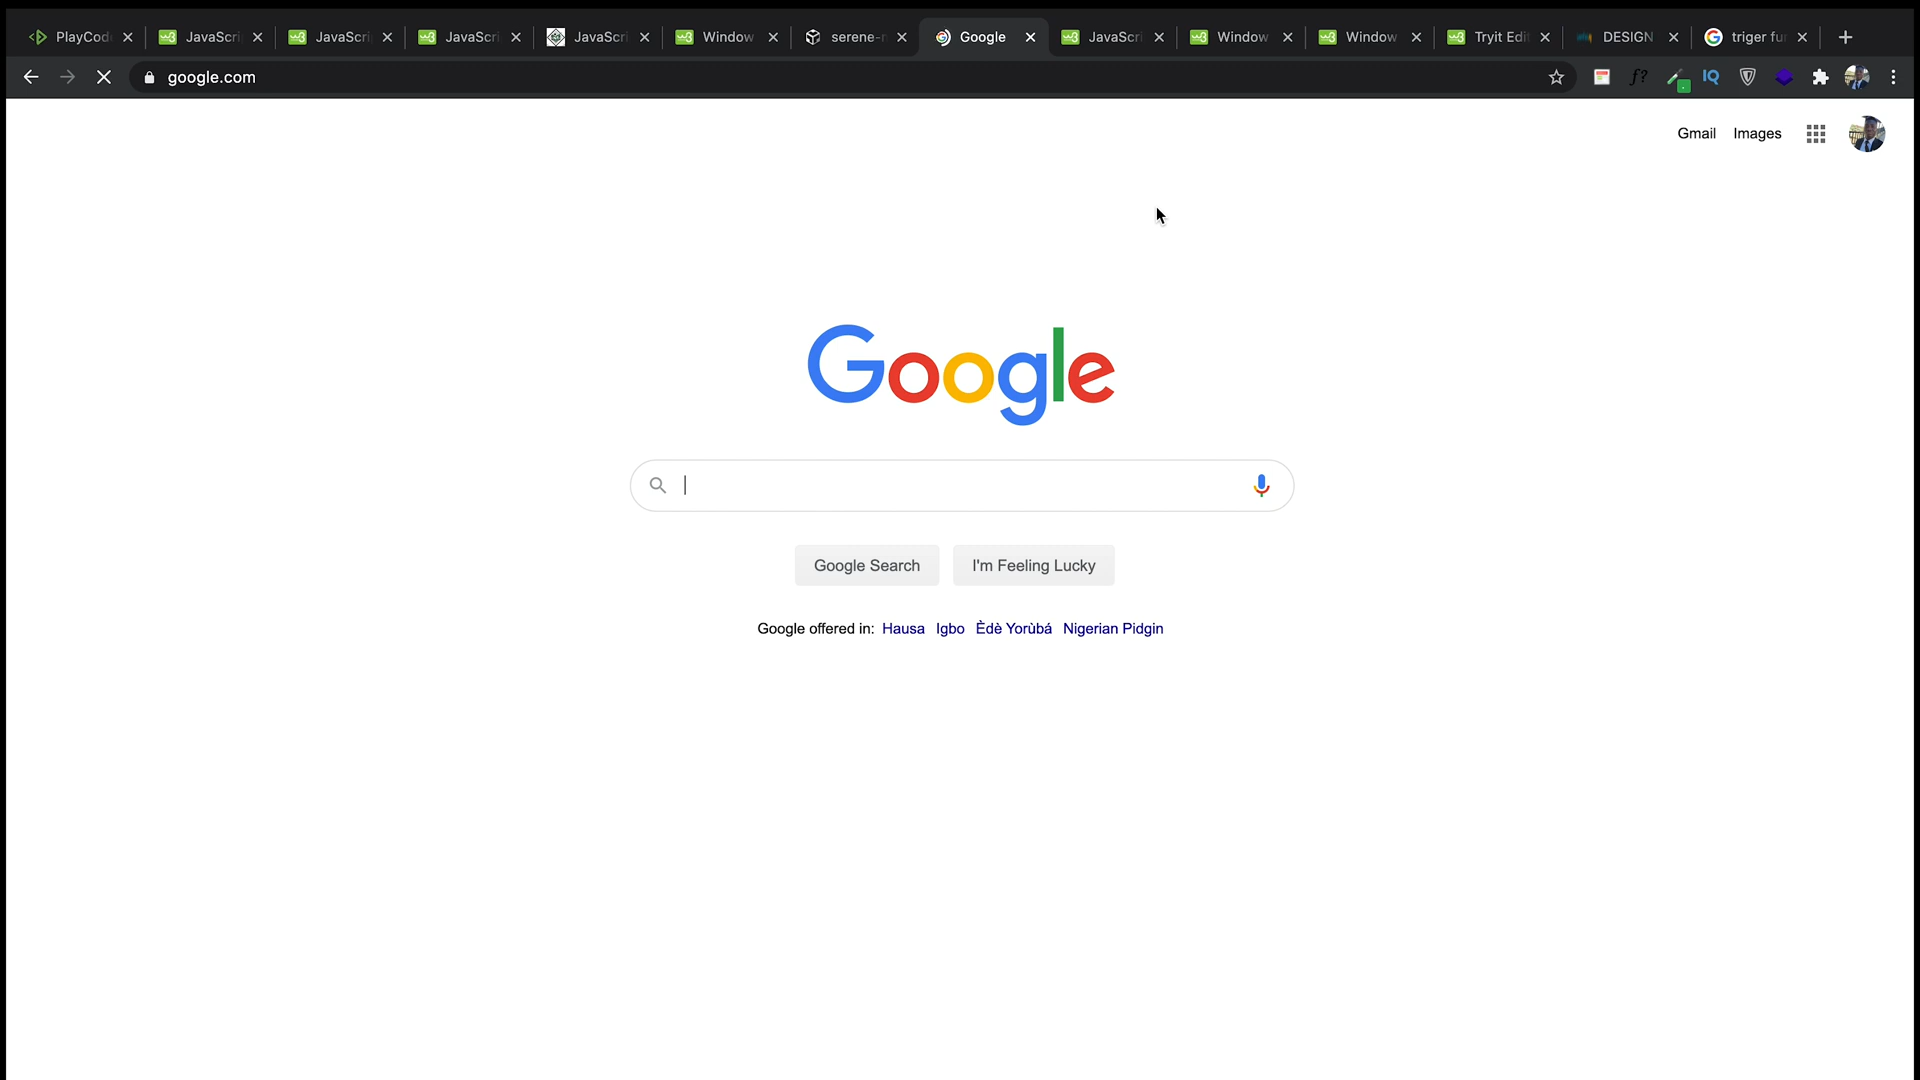 PlayCod JavaScri JavaScri JavaScri JavaScri Window serene-n Google JavaScri Window Window Tryit Edi DESIGN triger fu
google.com f? IQ
Gmail Images
Google
Google Search I'm Feeling Lucky
Google offered in: Hausa Igbo Èdè Yorùbá Nigerian Pidgin